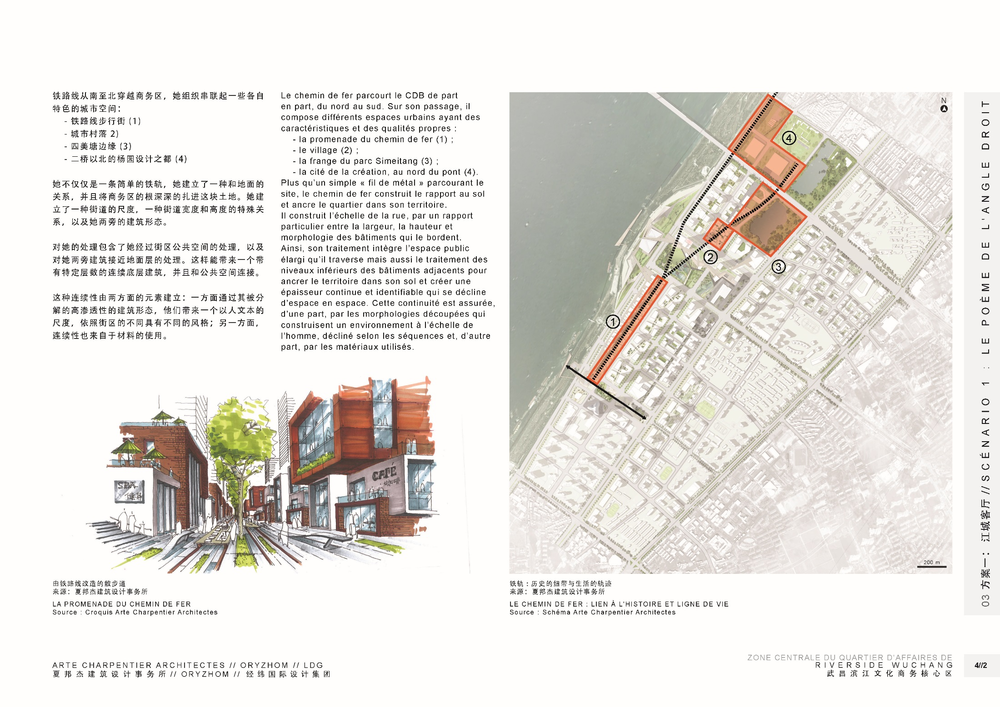 铁路线从南至北穿越商务区，她组织串联起一些各自
特色的城市空间：
- 铁路线步行街 (1)
- 城市村落 2)
- 四美塘边缘 (3)
- 二桥以北的杨园设计之都 (4)
她不仅仅是一条简单的铁轨，她建立了一种和地面的
关系，并且将商务区的根深深的扎进这块土地。她建
立了一种街道的尺度，一种街道宽度和高度的特殊关
系，以及她两旁的建筑形态。
对她的处理包含了她经过街区公共空间的处理，以及
对她两旁建筑接近地面层的处理。这样能带来一个带
有特定层数的连续底层建筑，并且和公共空间连接。
这种连续性由两方面的元素建立：一方面通过其被分
解的高渗透性的建筑形态，他们带来一个以人文本的
尺度，依照街区的不同具有不同的风格；另一方面，
连续性也来自于材料的使用。
Le chemin de fer parcourt le CDB de part
en part, du nord au sud. Sur son passage, il
compose différents espaces urbains ayant des
caractéristiques et des qualités propres :
- la promenade du chemin de fer (1) ;
- le village (2) ;
- la frange du parc Simeitang (3) ;
- la cité de la création, au nord du pont (4).
Plus qu'un simple « fil de métal » parcourant le
site, le chemin de fer construit le rapport au sol
et ancre le quartier dans son territoire.
Il construit l'échelle de la rue, par un rapport
particulier entre la largeur, la hauteur et
morphologie des bâtiments qui le bordent.
Ainsi, son traitement intègre l'espace public
élargi qu'il traverse mais aussi le traitement des
niveaux inférieurs des bâtiments adjacents pour
ancrer le territoire dans son sol et créer une
épaisseur continue et identifiable qui se décline
d'espace en espace. Cette continuité est assurée,
d'une part, par les morphologies découpées qui
construisent un environnement à l'échelle de
l'homme, décliné selon les séquences et, d'autre
part, par les matériaux utilisés.
SPA
健身
CAFÉ
咖啡
由铁路线改造的散步道
来源：夏邦杰建筑设计事务所
LA PROMENADE DU CHEMIN DE FER
Source : Croquis Arte Charpentier Architectes
N
4
2
3
1
200 m
铁轨：历史的纽带与生活的轨迹
来源：夏邦杰建筑设计事务所
LE CHEMIN DE FER : LIEN À L'HISTOIRE ET LIGNE DE VIE
Source : Schéma Arte Charpentier Architectes
03 方案一：江城客厅 // SCÉNARIO 1 : LE POÈME DE L'ANGLE DROIT
ARTE CHARPENTIER ARCHITECTES // ORYZHOM // LDG
夏邦杰建筑设计事务所 // ORYZHOM // 经纬国际设计集团
ZONE CENTRALE DU QUARTIER D'AFFAIRES DE
RIVERSIDE WUCHANG
武昌滨江文化商务核心区
4//2